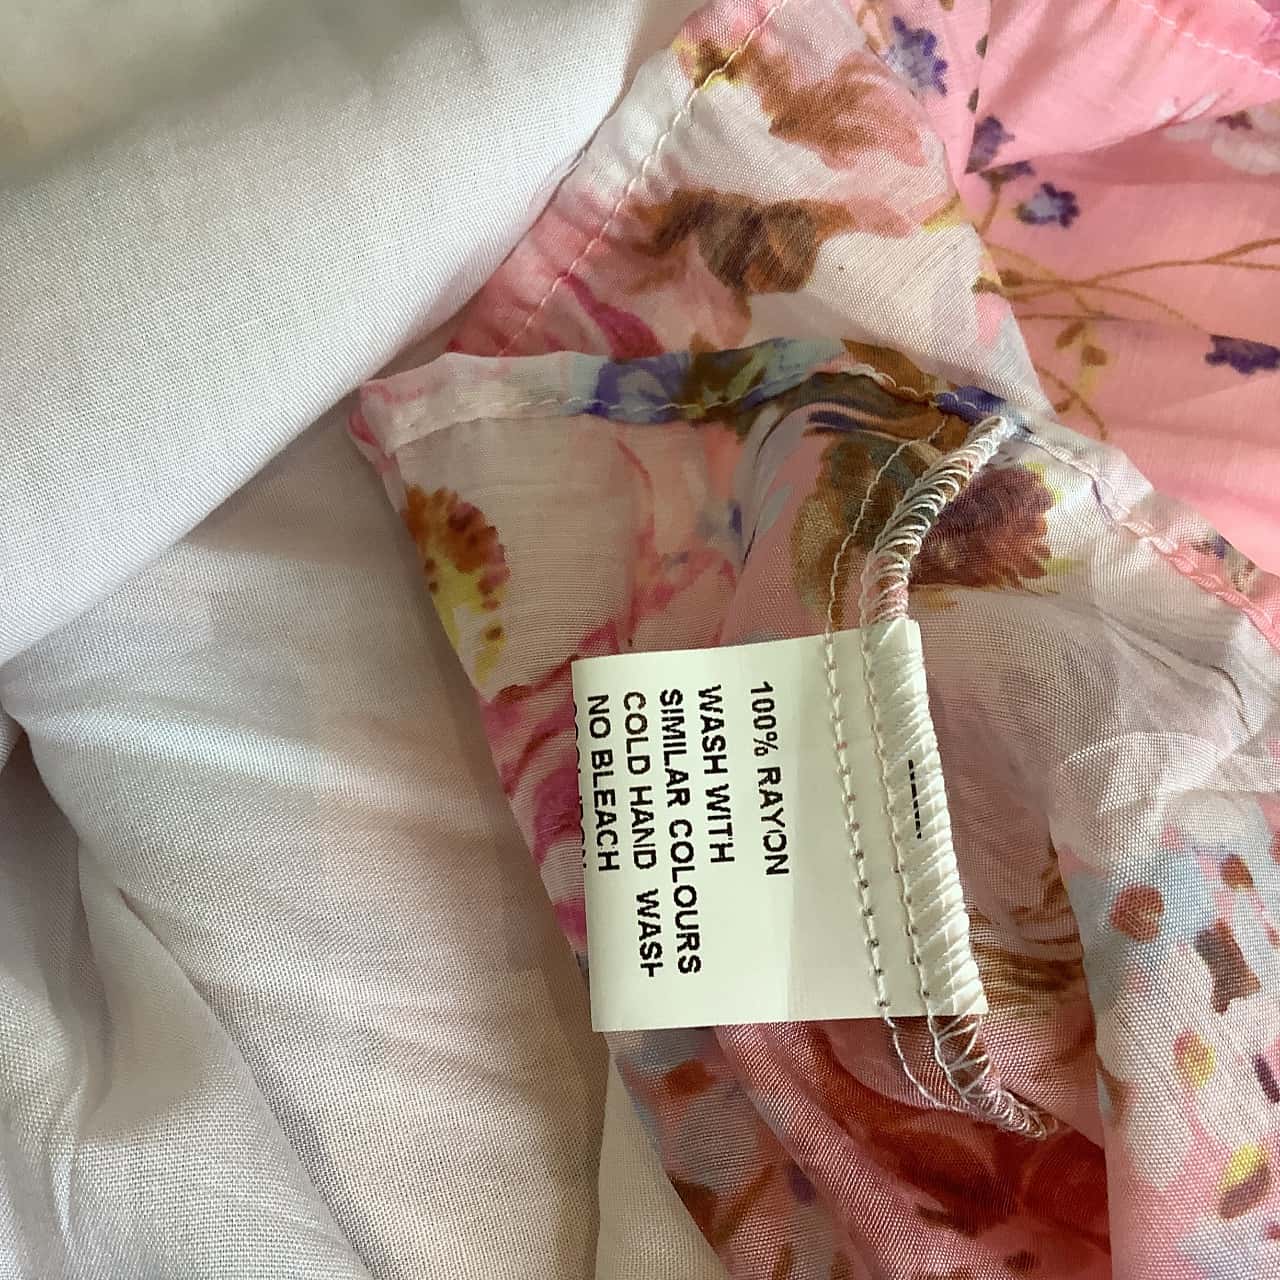 100% RAYON
WASH WITH
SIMILAR COLOURS
COLD HAND WASH
NO BLEACH